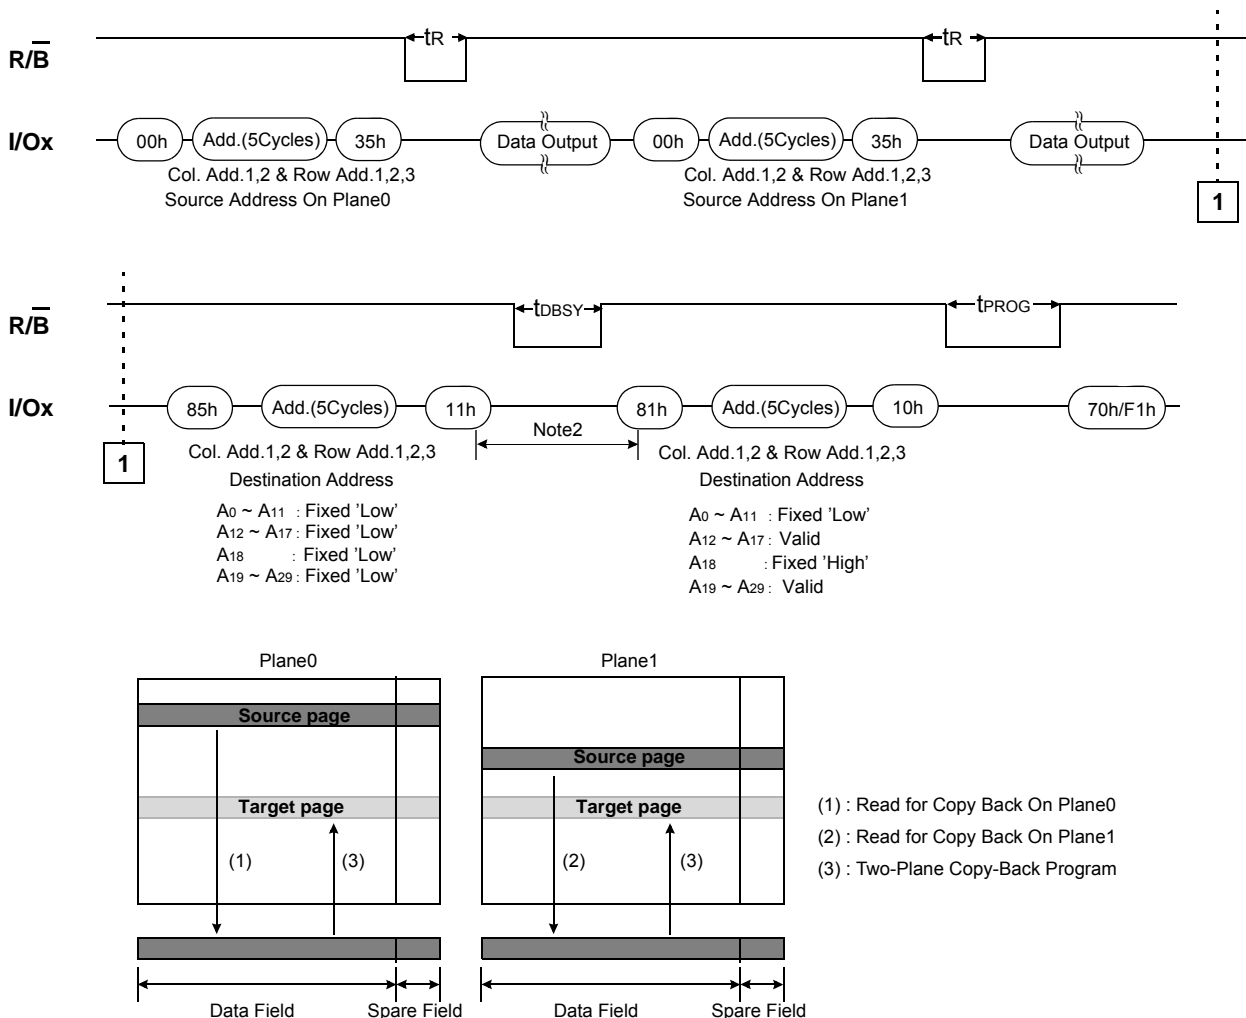 tR tR
R/B
I/Ox 00h Add.(5Cycles) 35h Data Output 00h Add.(5Cycles) 35h Data Output
Col. Add.1,2 & Row Add.1,2,3 Col. Add.1,2 & Row Add.1,2,3
Source Address On Plane0 Source Address On Plane1
1
tDBSY tPROG
R/B
I/Ox 85h Add.(5Cycles) 11h 81h Add.(5Cycles) 10h 70h/F1h
Note2
1
Col. Add.1,2 & Row Add.1,2,3 Col. Add.1,2 & Row Add.1,2,3
Destination Address Destination Address
A0 ~ A11 : Fixed 'Low' A0 ~ A11 : Fixed 'Low'
A12 ~ A17 : Fixed 'Low' A12 ~ A17 : Valid
A18 : Fixed 'Low' A18 : Fixed 'High'
A19 ~ A29 : Fixed 'Low' A19 ~ A29 : Valid
Plane0 Plane1
Source page
Source page
Target page Target page
(1) (3) (2) (3)
(1) : Read for Copy Back On Plane0
(2) : Read for Copy Back On Plane1
(3) : Two-Plane Copy-Back Program
Data Field Spare Field Data Field Spare Field